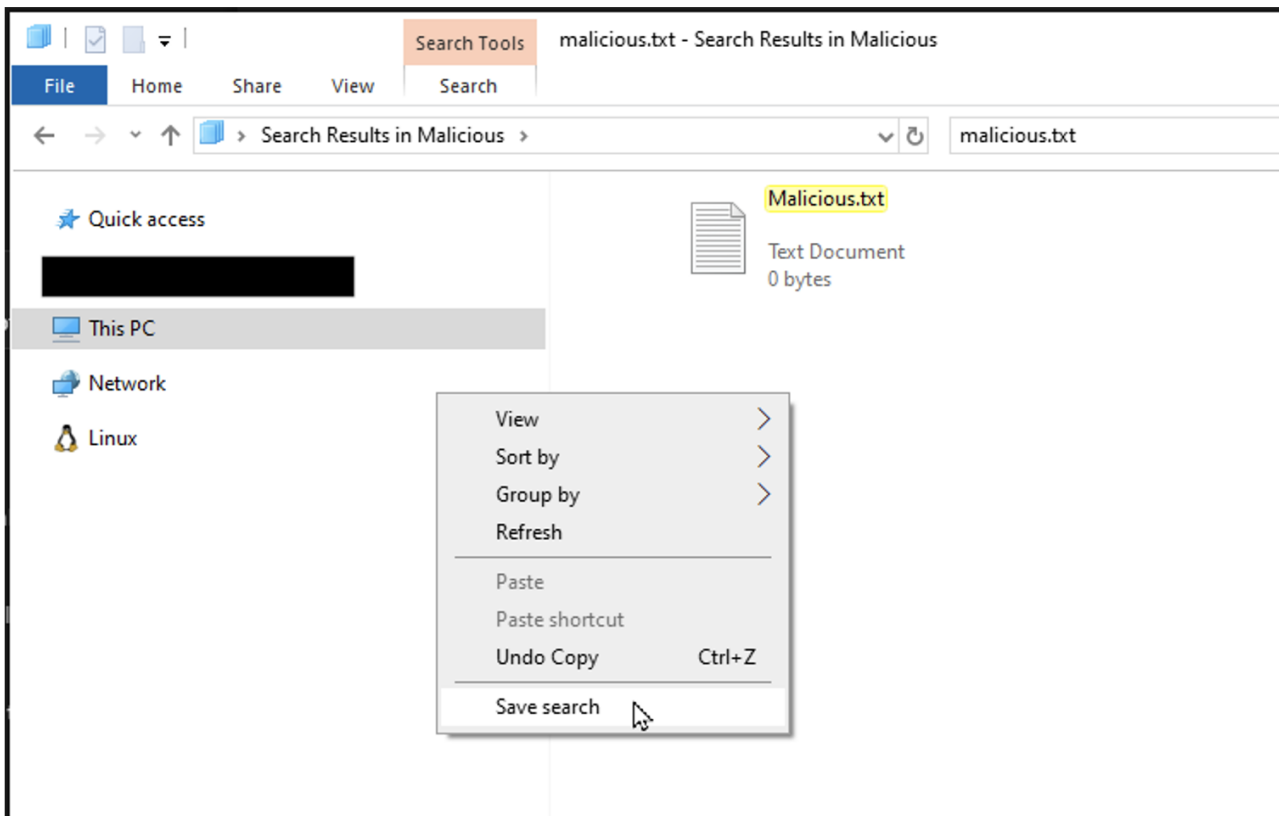 Search Tools
malicious.txt - Search Results in Malicious
File Home Share View Search
Search Results in Malicious
malicious.txt
Quick access
This PC
Network
Linux
Malicious.txt
Text Document
0 bytes
View
Sort by
Group by
Refresh
Paste
Paste shortcut
Undo Copy Ctrl+Z
Save search